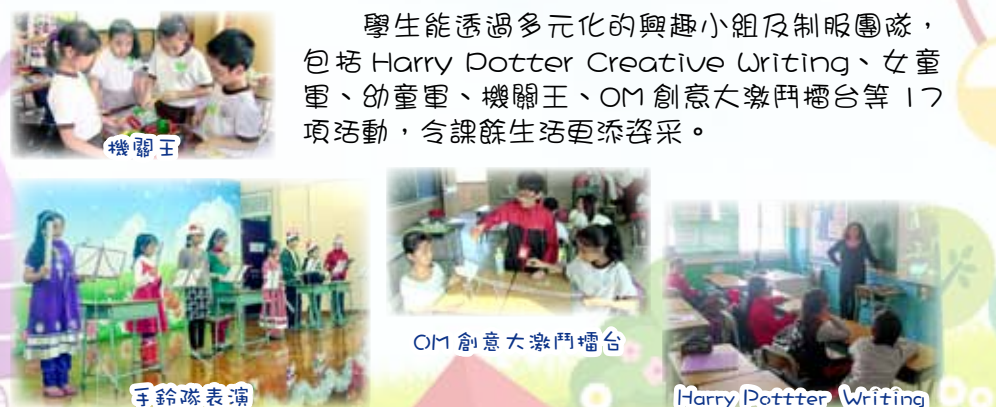 學生能透過多元化的興趣小組及制服團隊，
包括 Harry Potter Creative Writing、女童
軍、幼童軍、機關王、OM 創意大激鬥擂台等 17
項活動，令課餘生活更添姿采。
機關王
OM 創意大激鬥擂台
手鈴隊表演
Harry Pottter Writing